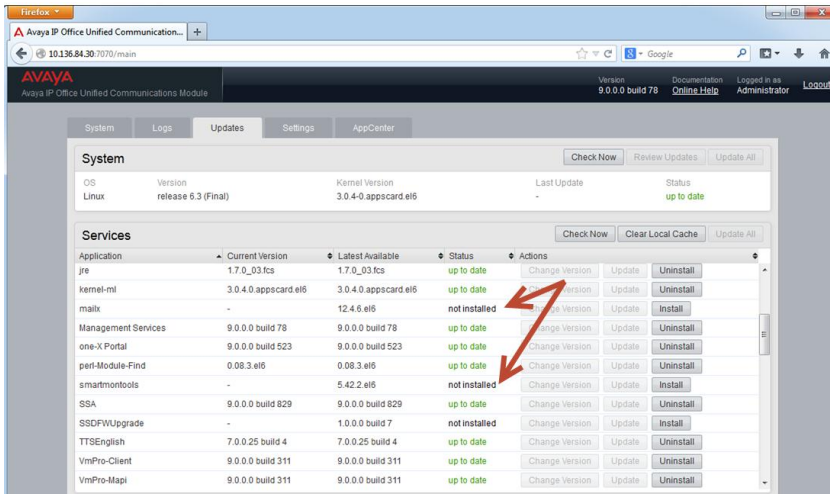 Firefox
Avaya IP Office Unified Communication... +
10.136.84.30:7070/main Google
AVAYA
Avaya IP Office Unified Communications Module
Version Documentation Logged in as
9.0.0.0 build 78 Online Help Administrator Logout
System Logs Updates Settings AppCenter
System Check Now Review Updates Update All
OS Version Kernel Version Last Update Status
Linux release 6.3 (Final) 3.0.4-0.appscard.el6 - up to date
Services Check Now Clear Local Cache Update All
Application Current Version Latest Available Status Actions
jre 1.7.0_03.fcs 1.7.0_03.fcs up to date Change Version Update Uninstall
kernel-ml 3.0.4.0.appscard.el6 3.0.4.0.appscard.el6 up to date Change Version Update Uninstall
mailx - 12.4.6.el6 not installed Change Version Update Install
Management Services 9.0.0.0 build 78 9.0.0.0 build 78 up to date Change Version Update Uninstall
one-X Portal 9.0.0.0 build 523 9.0.0.0 build 523 up to date Change Version Update Uninstall
perl-Module-Find 0.08.3.el6 0.08.3.el6 up to date Change Version Update Uninstall
smartmontools - 5.42.2.el6 not installed Change Version Update Install
SSA 9.0.0.0 build 829 9.0.0.0 build 829 up to date Change Version Update Uninstall
SSDFWUpgrade - 1.0.0.0 build 7 not installed Change Version Update Install
TTSEnglish 7.0.0.25 build 4 7.0.0.25 build 4 up to date Change Version Update Uninstall
VmPro-Client 9.0.0.0 build 311 9.0.0.0 build 311 up to date Change Version Update Uninstall
VmPro-Mapi 9.0.0.0 build 311 9.0.0.0 build 311 up to date Change Version Update Uninstall